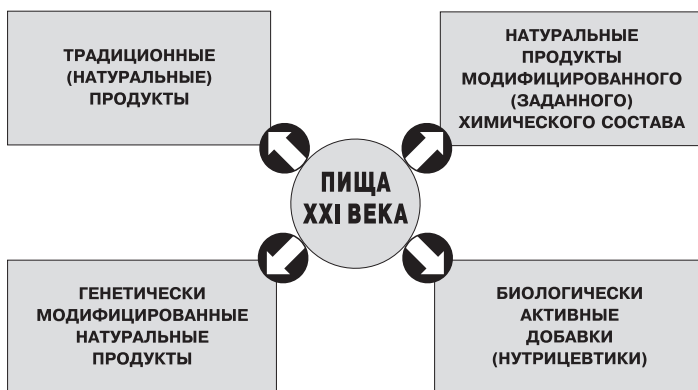 ТРАДИЦИОННЫЕ
(НАТУРАЛЬНЫЕ)
ПРОДУКТЫ
НАТУРАЛЬНЫЕ
ПРОДУКТЫ
МОДИФИЦИРОВАННОГО
(ЗАДАННОГО)
ХИМИЧЕСКОГО СОСТАВА
ПИЩА
XXI ВЕКА
ГЕНЕТИЧЕСКИ
МОДИФИЦИРОВАННЫЕ
НАТУРАЛЬНЫЕ
ПРОДУКТЫ
БИОЛОГИЧЕСКИ
АКТИВНЫЕ
ДОБАВКИ
(НУТРИЦЕВТИКИ)